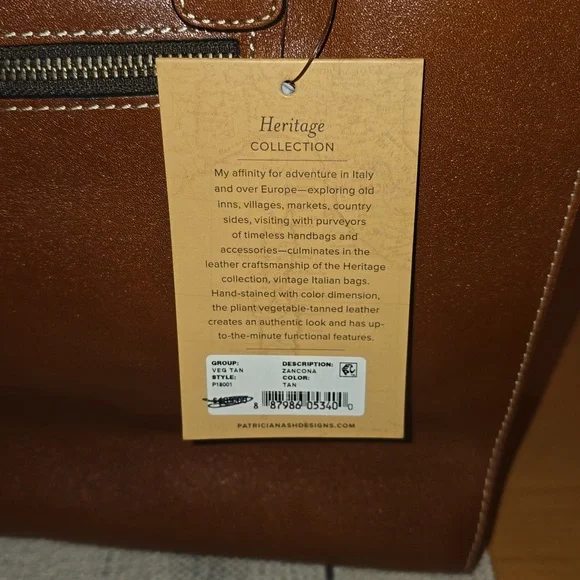 Heritage
COLLECTION
My affinity for adventure in Italy
and over Europe—exploring old
inns, villages, markets, country
sides, visiting with purveyors
of timeless handbags and
accessories—culminates in the
leather craftsmanship of the Heritage
collection, vintage Italian bags.
Hand-stained with color dimension,
the pliant vegetable-tanned leather
creates an authentic look and has up-
to-the-minute functional features.
GROUP:
VEG TAN
STYLE:
P18001
DESCRIPTION:
ZANCONA
COLOR:
TAN
8 87986 05340 0
PATRICIANASHDESIGNS.COM